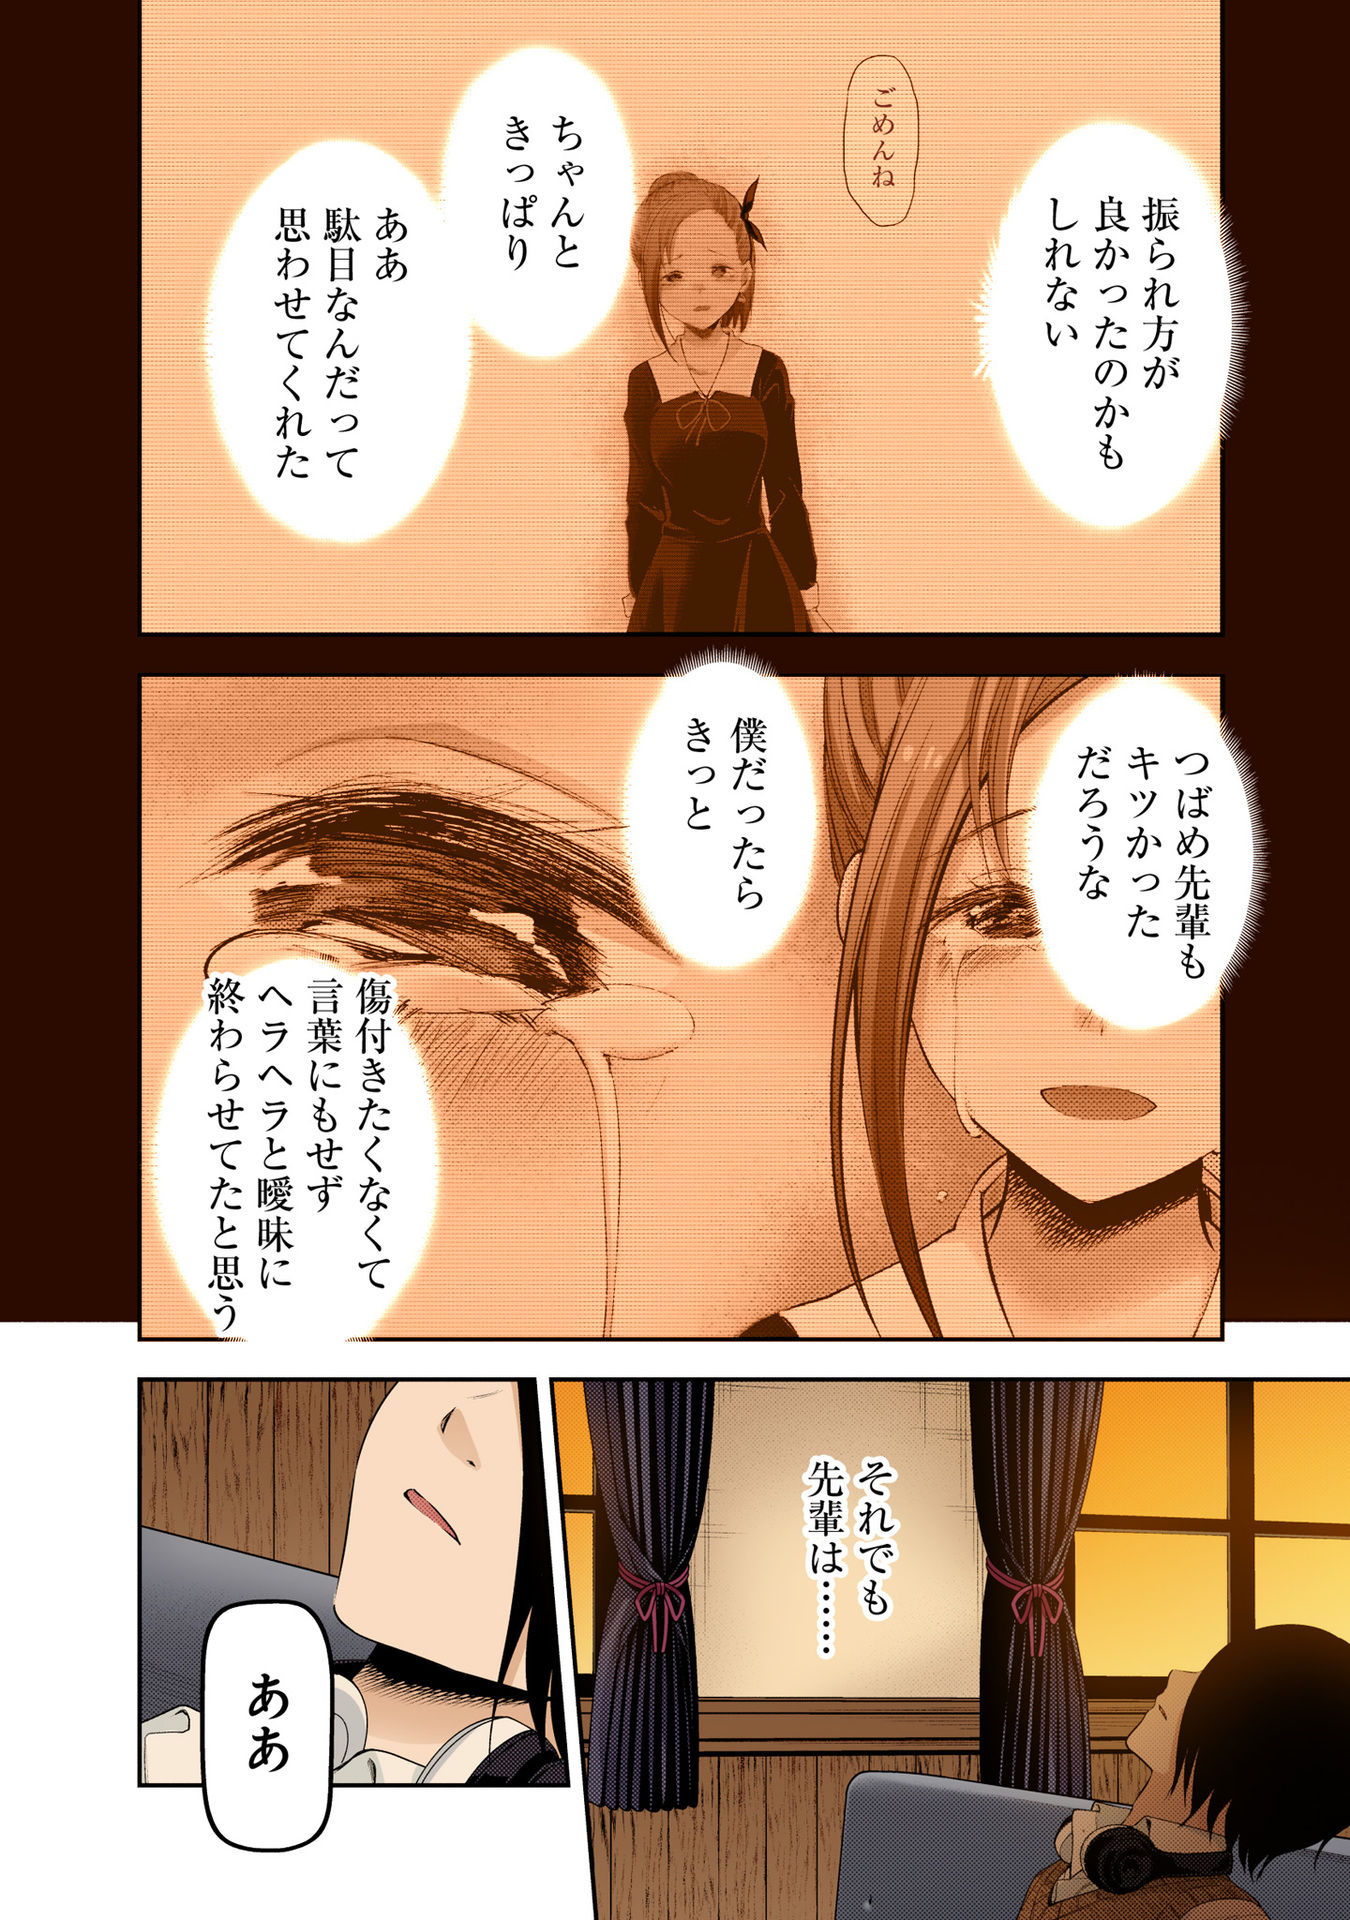 振られ方が
良かったのかも
しれない
ごめんね
ちゃんと
きっぱり
ああ
駄目なんだって
思わせてくれた
つばめ先輩も
キツかった
だろうな
僕だったら
きっと
傷付きたくなくて
言葉にもせず
ヘラヘラと曖昧に
終わらせてたと思う
それでも
先輩は………
ああ